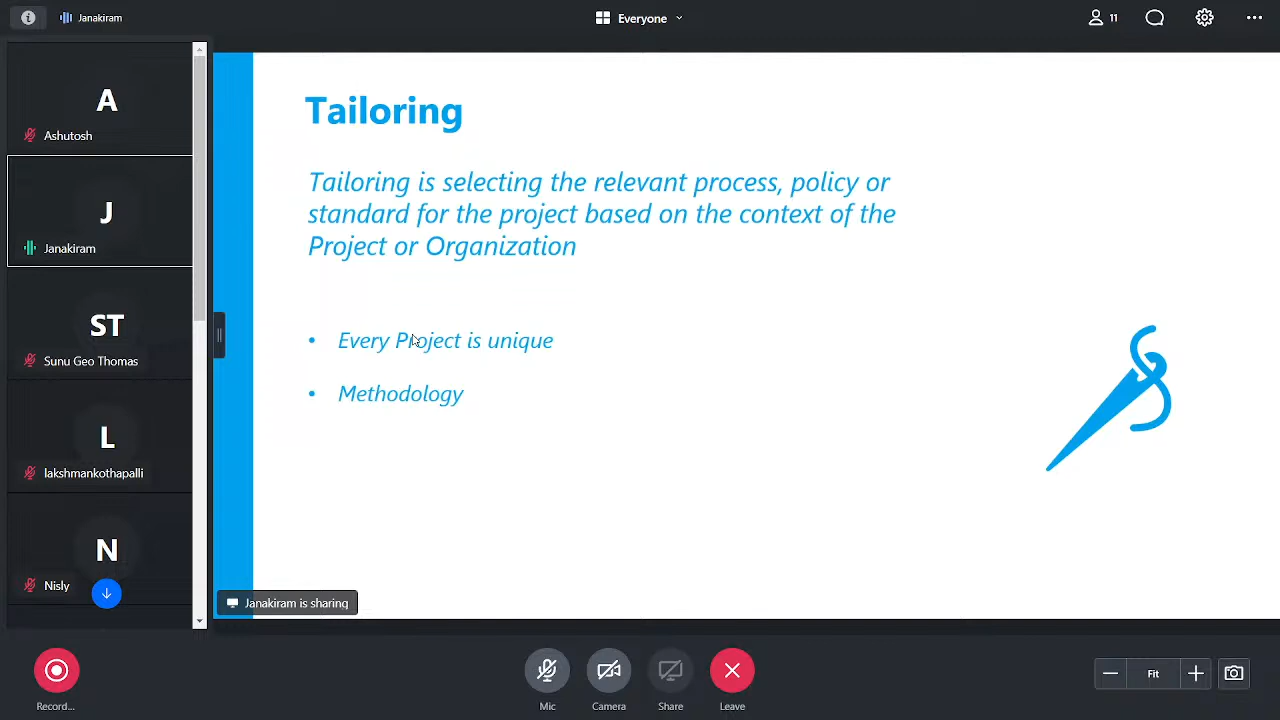 Janakiram
Everyone
11
A
Ashutosh
J
Janakiram
ST
Sunu Geo Thomas
L
lakshmankothapalli
N
Nisly
Tailoring
Tailoring is selecting the relevant process, policy or
standard for the project based on the context of the
Project or Organization
• Every Project is unique
• Methodology
Janakiram is sharing
Record...
Mic
Camera
Share
Leave
Fit